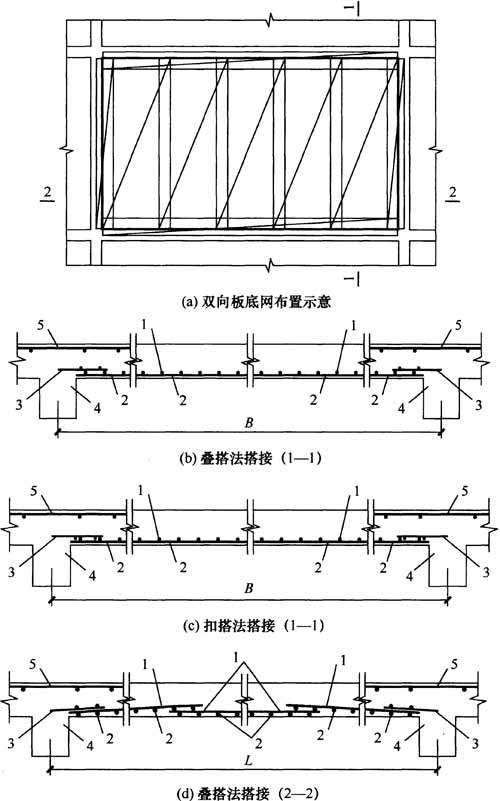 1
2 2
1
(a) 双向板底网布置示意
5 1 1 5
3 4 2 2 2 2 4 3
B
(b) 叠搭法搭接 (1—1)
5 1 1 5
3 4 2 2 2 2 4 3
B
(c) 扣搭法搭接 (1—1)
5 1 1 1 5
3 4 2 2 2 2 2 4 3
L
(d) 叠搭法搭接 (2—2)